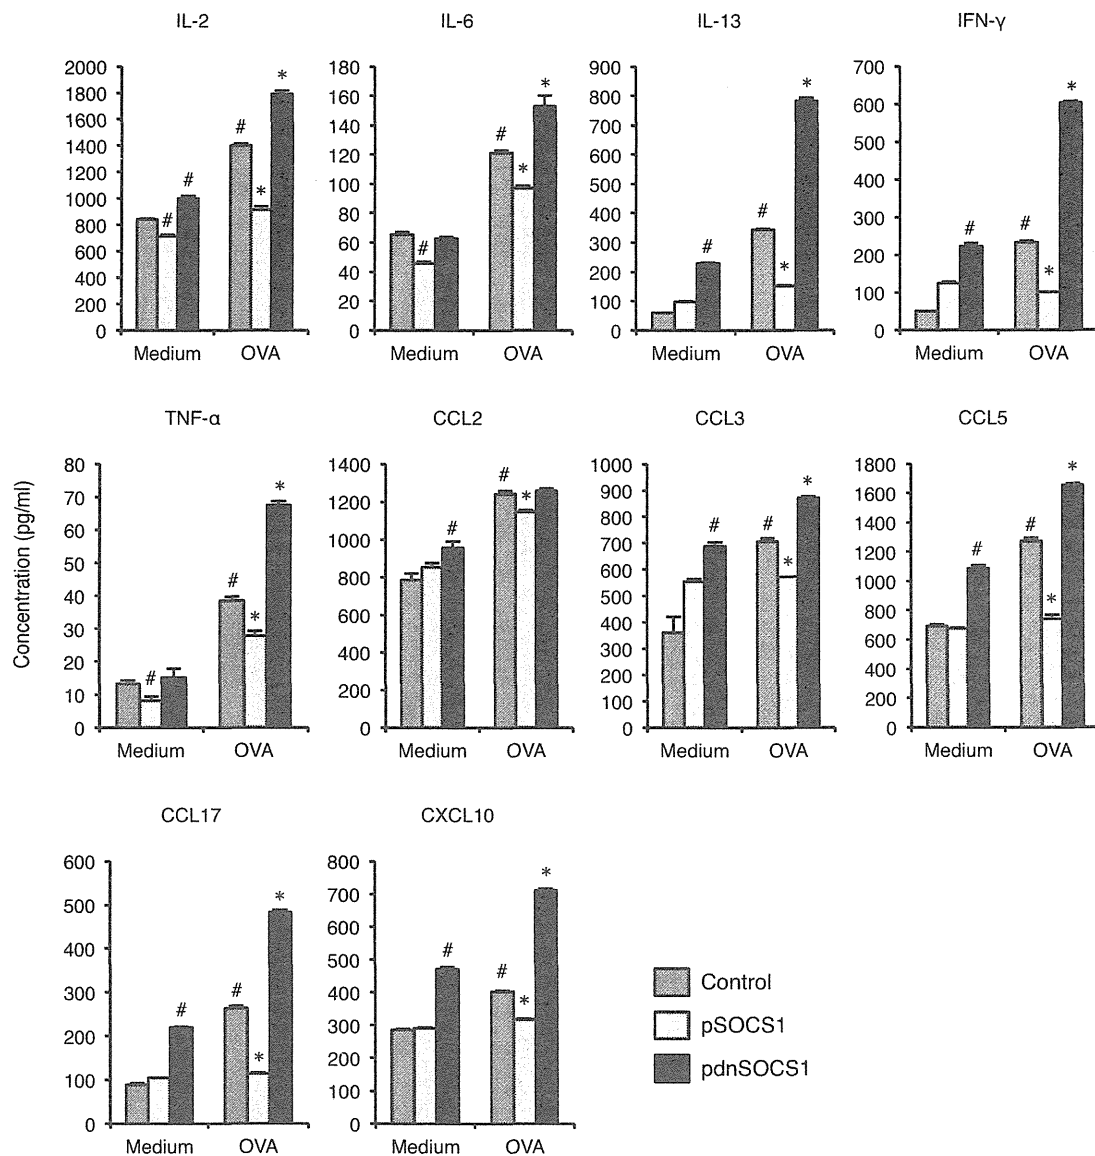 IL-2 IL-6 IL-13 IFN-γ
2000 180 900 700
1800 160 800 600
1600 140 700 500
1400 120 600 400
1200 100 500 300
1000 80 400 200
800 60 300 100
600 40 200 0
400 20 100
200 0 0
0
* * * *
# # # #
* * * *
# # # # #
Medium OVA Medium OVA Medium OVA Medium OVA
TNF-α CCL2 CCL3 CCL5
Concentration (pg/ml)
80 1400 1000 1800
70 1200 900 1600
60 1000 800 1400
50 800 700 1200
40 600 600 1000
30 400 500 800
20 200 400 600
10 0 300 400
0 200 200
100 0
0
* # * *
# * # #
* # # * # *
#
Medium OVA Medium OVA Medium OVA Medium OVA
CCL17 CXCL10
600 800
500 700
400 600
300 500
200 400
100 300
0 200
100
0
* *
# # # #
* *
Medium OVA Medium OVA
Control
pSOCS1
pdnSOCS1